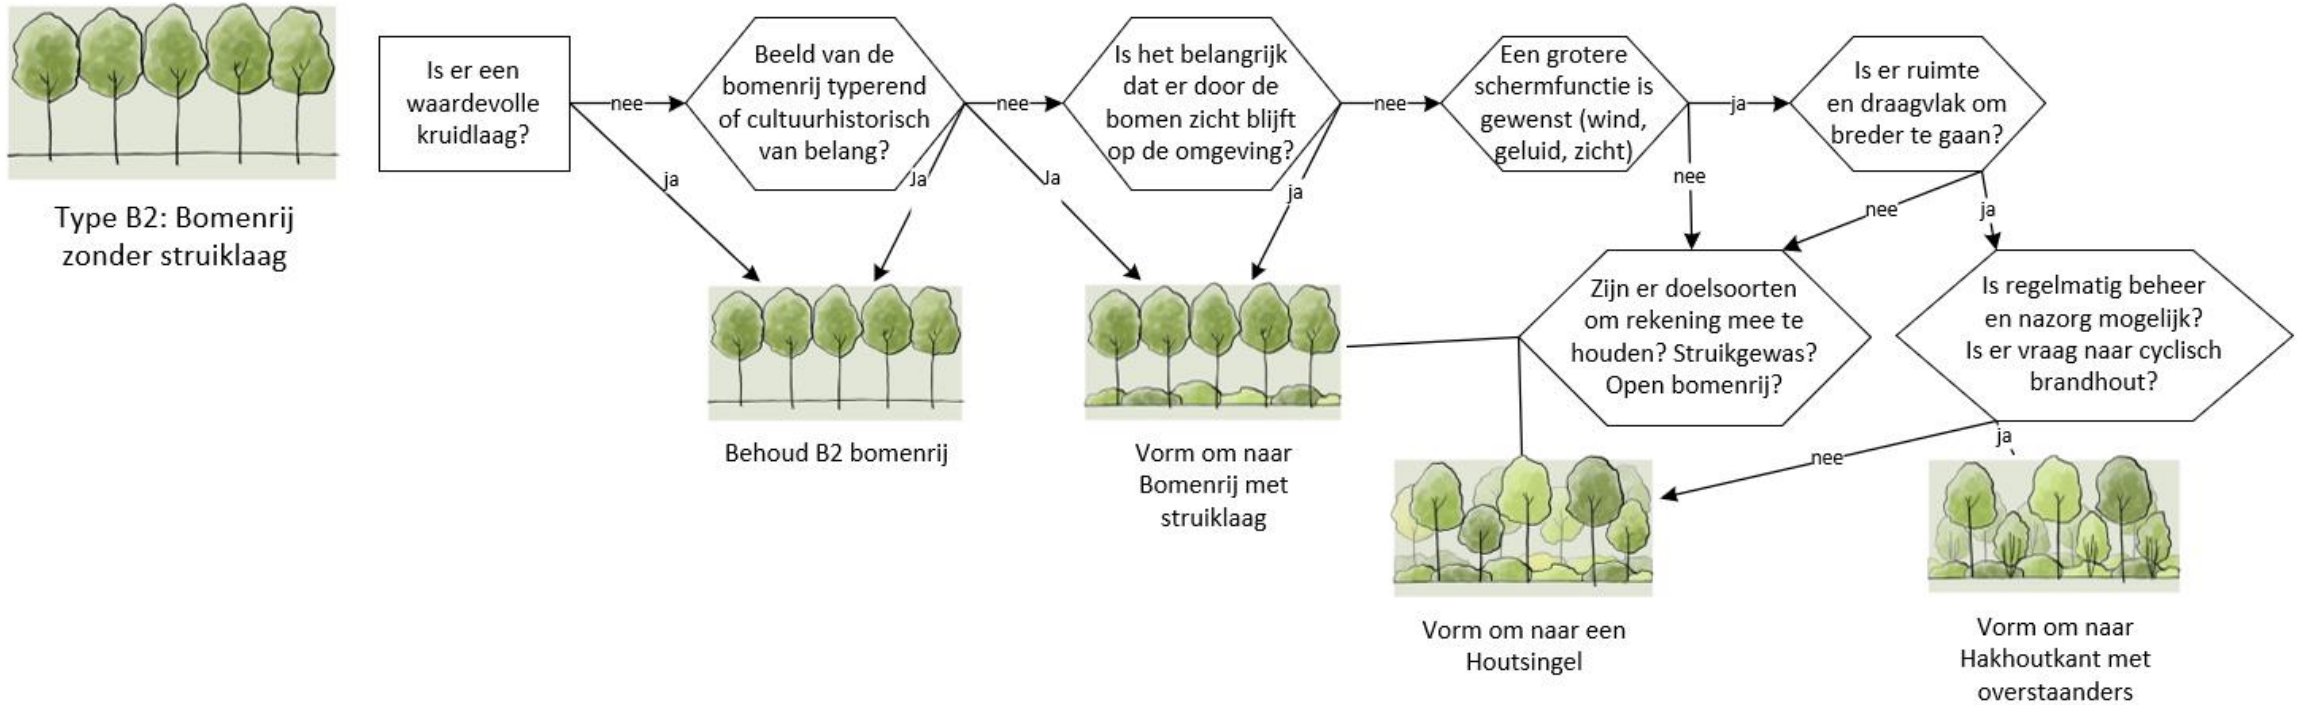 Type B2: Bomenrij
zonder struiklaag
Is er een
waardevolle
kruidlaag?
nee
ja
Beeld van de
bomenrij typerend
of cultuurhistorisch
van belang?
nee
Ja
Ja
Is het belangrijk
dat er door de
bomen zicht blijft
op de omgeving?
nee
ja
Een grotere
schermfunctie is
gewenst (wind,
geluid, zicht)
ja
nee
Is er ruimte
en draagvlak om
breder te gaan?
nee
ja
Zijn er doelsoorten
om rekening mee te
houden? Struikgewas?
Open bomenrij?
Is regelmatig beheer
en nazorg mogelijk?
Is er vraag naar cyclisch
brandhout?
ja
nee
Behoud B2 bomenrij
Vorm om naar
Bomenrij met
struiklaag
Vorm om naar een
Houtsingel
Vorm om naar
Hakhoutkant met
overstaanders